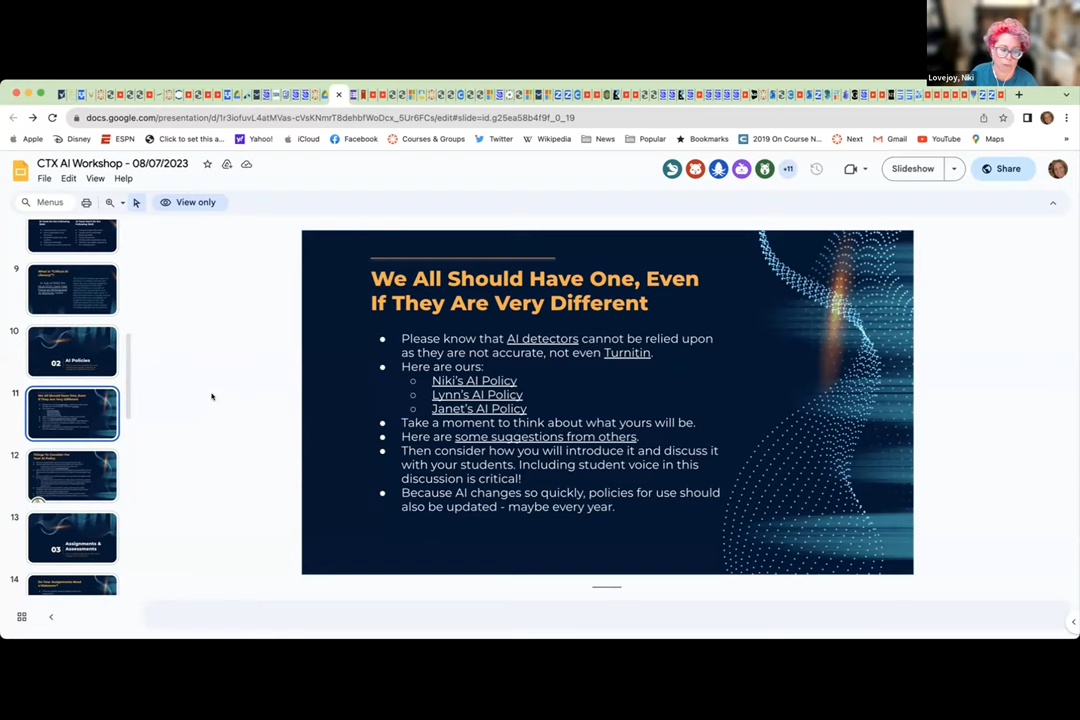 Lovejoy, Niki
docs.google.com/presentation/d/1r3iofuvL4atMVas-cVsKNmrT8dehbfWoDcx_5Ur6FCs/edit#slide=id.g25ea58b4f9f_0_19
Apple Disney ESPN Click to set this a... Yahoo! iCloud Facebook Courses & Groups Twitter Wikipedia News Popular Bookmarks 2019 On Course N... Next Gmail YouTube Maps
CTX AI Workshop - 08/07/2023
File Edit View Help
+11
Slideshow
Share
Menus
View only
9
10
02 AI Policies
11
12
13
03 Assignments &
Assessments
14
We All Should Have One, Even
If They Are Very Different
Please know that AI detectors cannot be relied upon
as they are not accurate, not even Turnitin.
Here are ours:
Niki's AI Policy
Lynn's AI Policy
Janet's AI Policy
Take a moment to think about what yours will be.
Here are some suggestions from others.
Then consider how you will introduce it and discuss it
with your students. Including student voice in this
discussion is critical!
Because AI changes so quickly, policies for use should
also be updated - maybe every year.